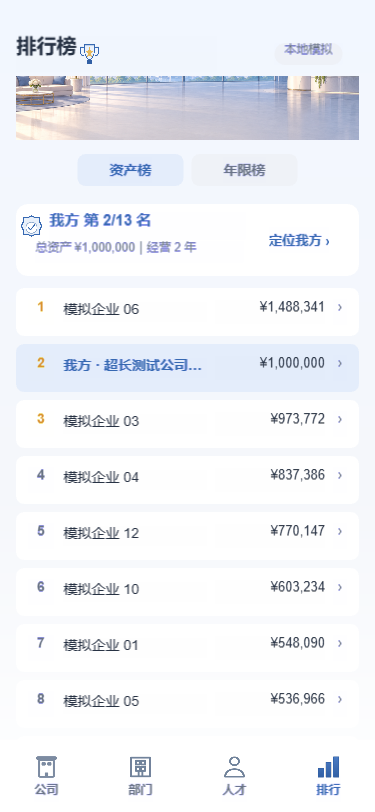 排行榜
本地模拟
资产榜
年限榜
我方 第 2/13 名
总资产 ¥1,000,000 | 经营 2 年
定位我方 ›
1 模拟企业 06 ¥1,488,341 ›
2 我方 · 超长测试公司... ¥1,000,000 ›
3 模拟企业 03 ¥973,772 ›
4 模拟企业 04 ¥837,386 ›
5 模拟企业 12 ¥770,147 ›
6 模拟企业 10 ¥603,234 ›
7 模拟企业 01 ¥548,090 ›
8 模拟企业 05 ¥536,966 ›
公司 部门 人才 排行